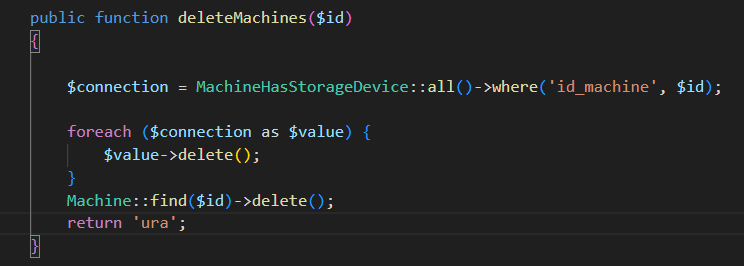 public function deleteMachines($id)
{
$connection = MachineHasStorageDevice::all()->where('id_machine', $id);
foreach ($connection as $value) {
$value->delete();
}
Machine::find($id)->delete();
return 'ura';
}